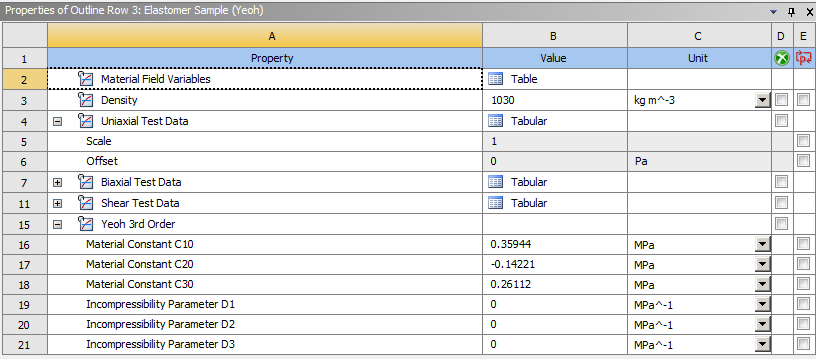 Properties of Outline Row 3: Elastomer Sample (Yeoh)
A B C D E
1 Property Value Unit
2 Material Field Variables Table
3 Density 1030 kg m^-3
4 Uniaxial Test Data Tabular
5 Scale 1
6 Offset 0 Pa
7 Biaxial Test Data Tabular
11 Shear Test Data Tabular
15 Yeoh 3rd Order
16 Material Constant C10 0.35944 MPa
17 Material Constant C20 -0.14221 MPa
18 Material Constant C30 0.26112 MPa
19 Incompressibility Parameter D1 0 MPa^-1
20 Incompressibility Parameter D2 0 MPa^-1
21 Incompressibility Parameter D3 0 MPa^-1